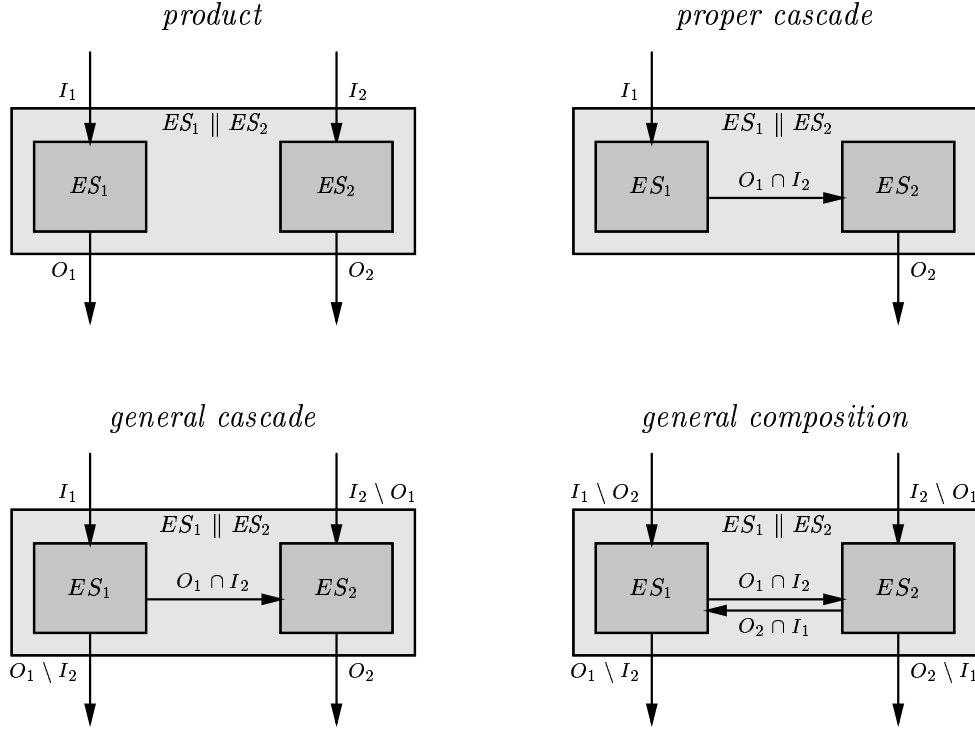 product
proper cascade
I₁
I₂
I₁
ES₁ ∥ ES₂
ES₁ ∥ ES₂
ES₁
ES₂
ES₁
O₁ ∩ I₂
ES₂
O₁
O₂
O₂
general cascade
general composition
I₁
I₂ \ O₁
I₁ \ O₂
I₂ \ O₁
ES₁ ∥ ES₂
ES₁ ∥ ES₂
ES₁
O₁ ∩ I₂
ES₂
ES₁
O₁ ∩ I₂
ES₂
O₂ ∩ I₁
O₁ \ I₂
O₂
O₁ \ I₂
O₂ \ I₁